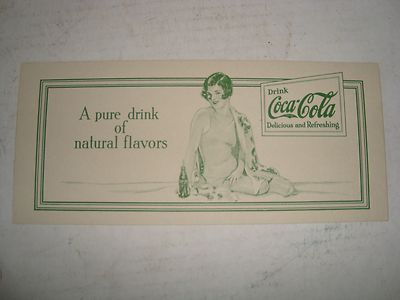 A pure drink
of
natural flavors
Drink
Coca-Cola
Delicious and Refreshing